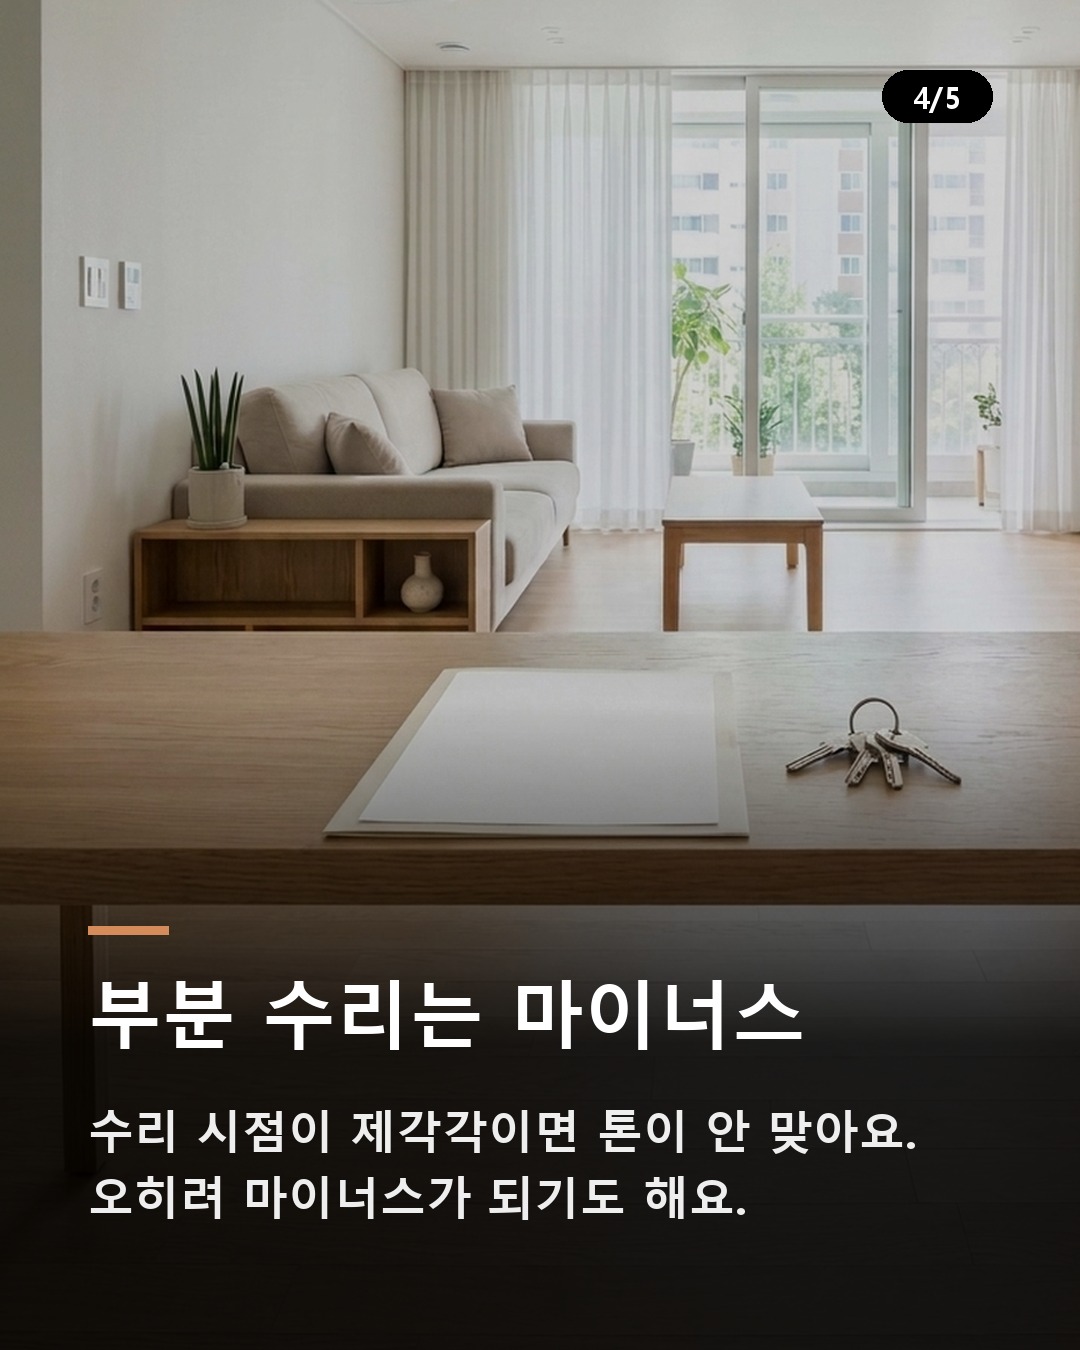 4/5
부분 수리는 마이너스
수리 시점이 제각각이면 톤이 안 맞아요.
오히려 마이너스가 되기도 해요.